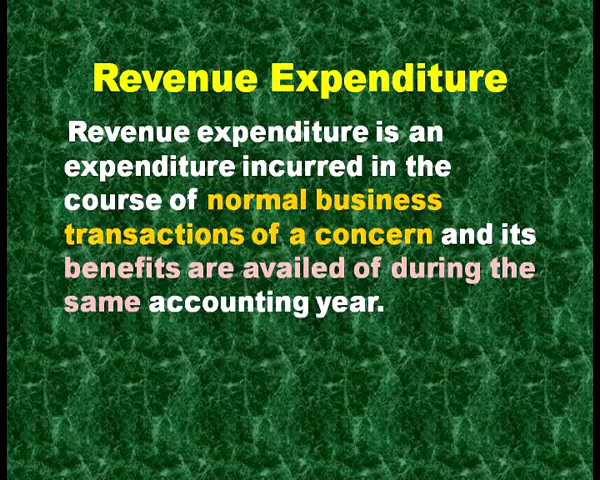 Revenue Expenditure
Revenue expenditure is an
expenditure incurred in the
course of normal business
transactions of a concern and its
benefits are availed of during the
same accounting year.